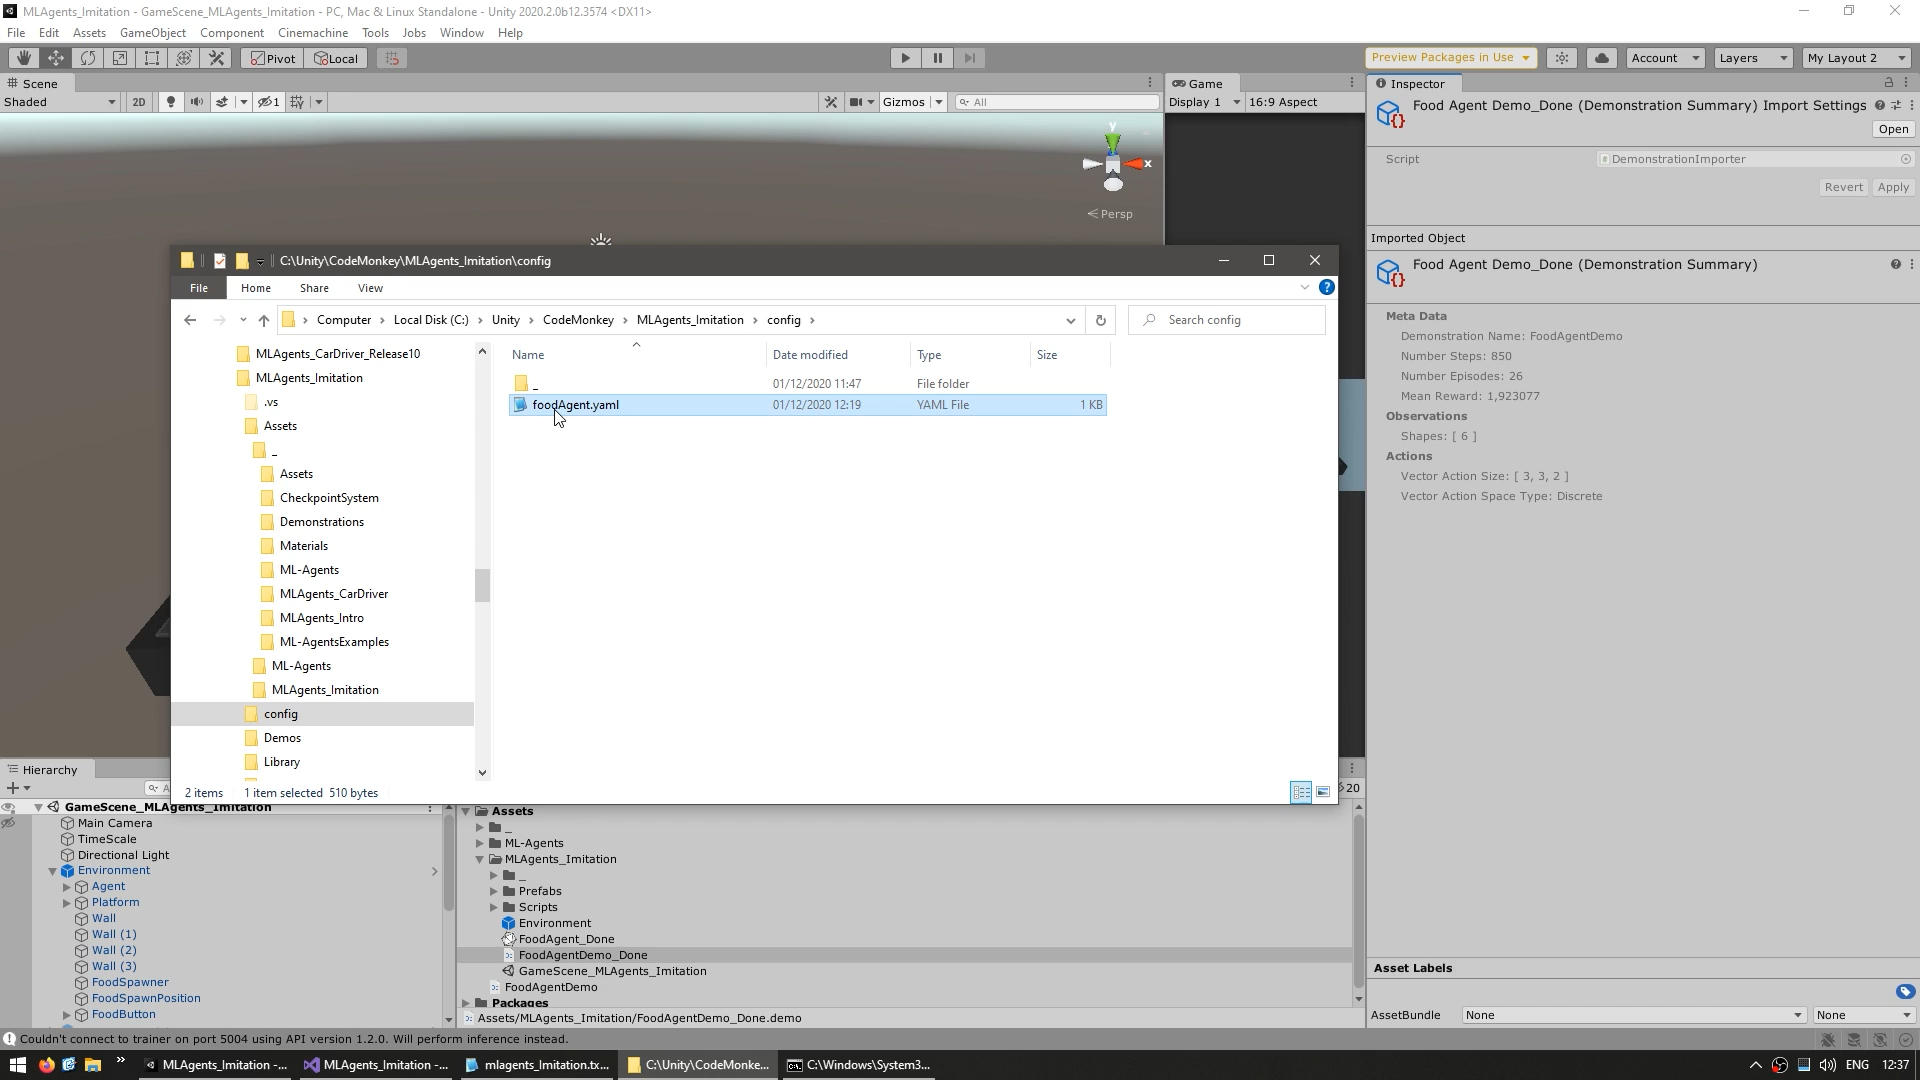 MLAgents_Imitation - GameScene_MLAgents_Imitation - PC, Mac & Linux Standalone - Unity 2020.2.0b12.3574 <DX11>
File Edit Assets GameObject Component Cinemachine Tools Jobs Window Help
Pivot Local Preview Packages in Use Account Layers My Layout 2
Scene Game Inspector
Shaded 2D 1 Gizmos All Display 1 16:9 Aspect
Food Agent Demo_Done (Demonstration Summary) Import Settings
Open
Script DemonstrationImporter
Revert Apply
Imported Object
Food Agent Demo_Done (Demonstration Summary)
Meta Data
Demonstration Name: FoodAgentDemo
Number Steps: 850
Number Episodes: 26
Mean Reward: 1,923077
Observations
Shapes: [ 6 ]
Actions
Vector Action Size: [ 3, 3, 2 ]
Vector Action Space Type: Discrete
y
x
Persp
C:\Unity\CodeMonkey\MLAgents_Imitation\config
File Home Share View
Computer Local Disk (C:) Unity CodeMonkey MLAgents_Imitation config Search config
Name Date modified Type Size
_ 01/12/2020 11:47 File folder
foodAgent.yaml 01/12/2020 12:19 YAML File 1 KB
MLAgents_CarDriver_Release10
MLAgents_Imitation
.vs
Assets
_
Assets
CheckpointSystem
Demonstrations
Materials
ML-Agents
MLAgents_CarDriver
MLAgents_Intro
ML-AgentsExamples
ML-Agents
MLAgents_Imitation
config
Demos
Library
2 items 1 item selected 510 bytes
Hierarchy
20
GameScene_MLAgents_Imitation
Main Camera
TimeScale
Directional Light
Environment
Agent
Platform
Wall
Wall (1)
Wall (2)
Wall (3)
FoodSpawner
FoodSpawnPosition
FoodButton
Assets
_
ML-Agents
MLAgents_Imitation
_
Prefabs
Scripts
Environment
FoodAgent_Done
FoodAgentDemo_Done
GameScene_MLAgents_Imitation
FoodAgentDemo
Packages
Assets/MLAgents_Imitation/FoodAgentDemo_Done.demo
Asset Labels
AssetBundle None None
Couldn't connect to trainer on port 5004 using API version 1.2.0. Will perform inference instead.
MLAgents_Imitation -... MLAgents_Imitation -... mlagents_Imitation.tx... C:\Unity\CodeMonke... C:\Windows\System3... ENG 12:37